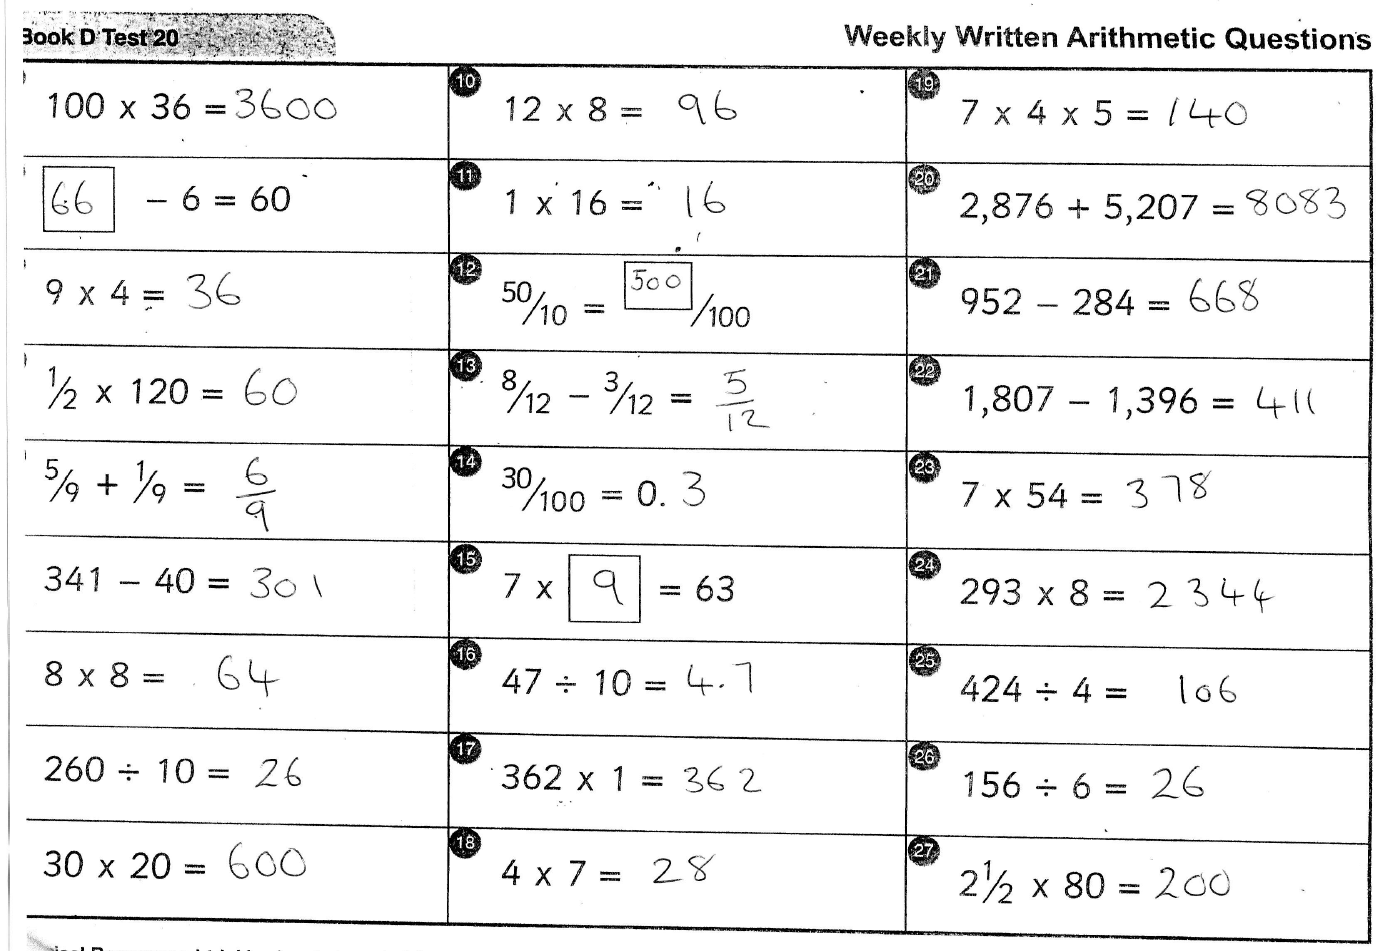 Book D Test 20
Weekly Written Arithmetic Questions
100 x 36 = 3600
66 – 6 = 60
9 x 4 = 36
½ x 120 = 60
5/9 + 1/9 = 6/9
341 – 40 = 301
8 x 8 = 64
260 ÷ 10 = 26
30 x 20 = 600
10 12 x 8 = 96
11 1 x 16 = 16
12 50/10 = 500/100
13 8/12 – 3/12 = 5/12
14 30/100 = 0.3
15 7 x 9 = 63
16 47 ÷ 10 = 4.7
17 362 x 1 = 362
18 4 x 7 = 28
19 7 x 4 x 5 = 140
20 2,876 + 5,207 = 8083
21 952 – 284 = 668
22 1,807 – 1,396 = 411
23 7 x 54 = 378
24 293 x 8 = 2344
25 424 ÷ 4 = 106
26 156 ÷ 6 = 26
27 2½ x 80 = 200